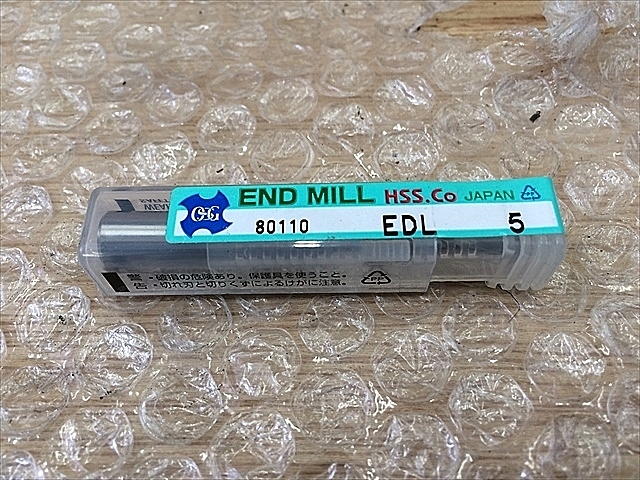 OSG END MILL HSS.Co JAPAN
80110 EDL 5
警 ・破損の危険あり。保護具を使うこと。
告 ・切れ刃と切りくずによるけがに注意。